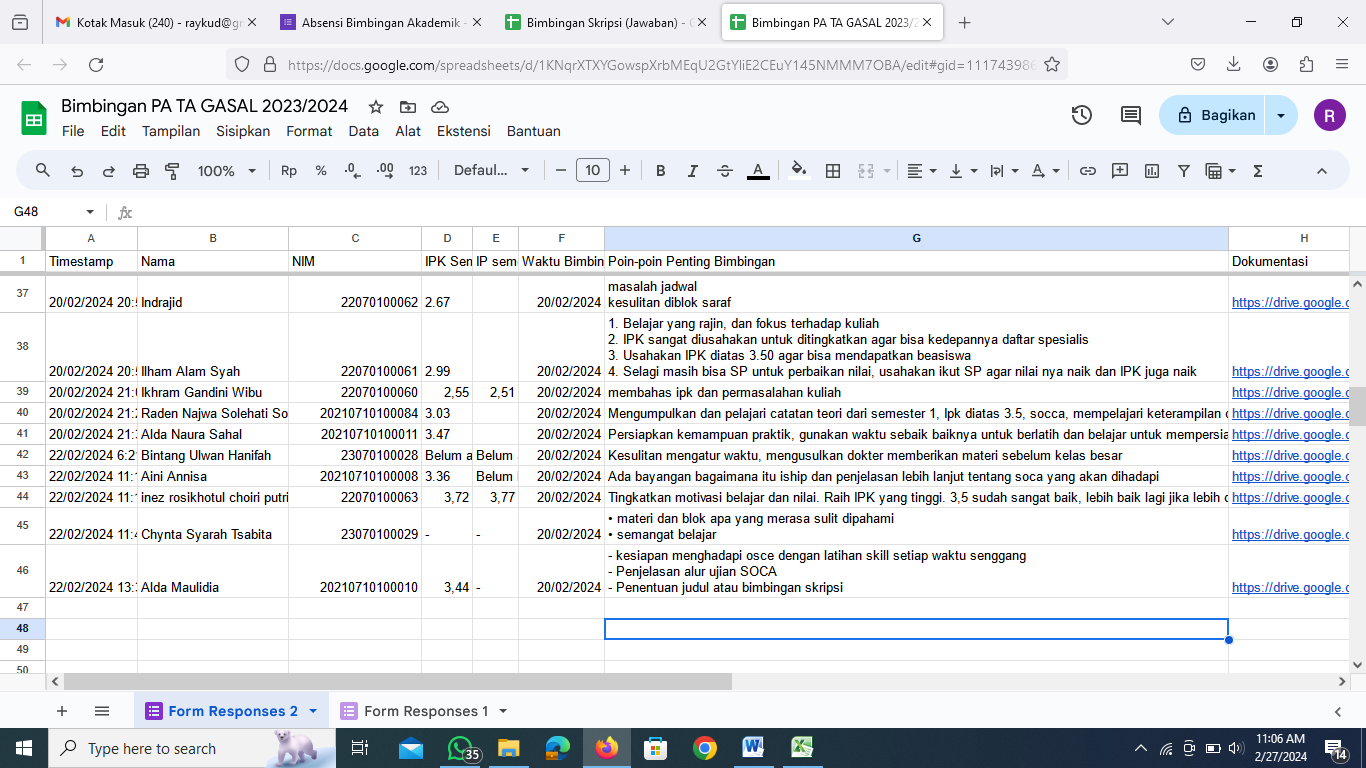 Kotak Masuk (240) - raykud@g
Absensi Bimbingan Akademik -
Bimbingan Skripsi (Jawaban) -
Bimbingan PA TA GASAL 2023/2
https://docs.google.com/spreadsheets/d/1KNqrXTXYGowspXrbMEqU2GtYIiE2CEuY145NMMM7OBA/edit#gid=111743986
Bimbingan PA TA GASAL 2023/2024
File Edit Tampilan Sisipkan Format Data Alat Ekstensi Bantuan
Bagikan
R
100% Rp % .0 .00 123 Defaul... 10 B I A
G48 fx
A B C D E F G H
1 Timestamp Nama NIM IPK Sem IP sem Waktu Bimbin Poin-poin Penting Bimbingan Dokumentasi
masalah jadwal
37 20/02/2024 20: Indrajid 22070100062 2.67 20/02/2024 kesulitan diblok saraf https://drive.google.c
1. Belajar yang rajin, dan fokus terhadap kuliah
2. IPK sangat diusahakan untuk ditingkatkan agar bisa kedepannya daftar spesialis
3. Usahakan IPK diatas 3.50 agar bisa mendapatkan beasiswa
38 20/02/2024 20: Ilham Alam Syah 22070100061 2.99 20/02/2024 4. Selagi masih bisa SP untuk perbaikan nilai, usahakan ikut SP agar nilai nya naik dan IPK juga naik https://drive.google.c
39 20/02/2024 21: Ikhram Gandini Wibu 22070100060 2,55 2,51 20/02/2024 membahas ipk dan permasalahan kuliah https://drive.google.c
40 20/02/2024 21: Raden Najwa Solehati So 20210710100084 3.03 20/02/2024 Mengumpulkan dan pelajari catatan teori dari semester 1, Ipk diatas 3.5, socca, mempelajari keterampilan https://drive.google.c
41 20/02/2024 21: Alda Naura Sahal 20210710100011 3.47 20/02/2024 Persiapkan kemampuan praktik, gunakan waktu sebaik baiknya untuk berlatih dan belajar untuk mempersia https://drive.google.c
42 22/02/2024 6:2 Bintang Ulwan Hanifah 23070100028 Belum a Belum 20/02/2024 Kesulitan mengatur waktu, mengusulkan dokter memberikan materi sebelum kelas besar https://drive.google.c
43 22/02/2024 11: Aini Annisa 20210710100008 3.36 Belum 20/02/2024 Ada bayangan bagaimana itu iship dan penjelasan lebih lanjut tentang soca yang akan dihadapi https://drive.google.c
44 22/02/2024 11: inez rosikhotul choiri putri 22070100063 3,72 3,77 20/02/2024 Tingkatkan motivasi belajar dan nilai. Raih IPK yang tinggi. 3,5 sudah sangat baik, lebih baik lagi jika lebih https://drive.google.c
• materi dan blok apa yang merasa sulit dipahami
45 22/02/2024 11: Chynta Syarah Tsabita 23070100029 - - 20/02/2024 • semangat belajar https://drive.google.c
- kesiapan menghadapi osce dengan latihan skill setiap waktu senggang
- Penjelasan alur ujian SOCA
46 22/02/2024 13: Alda Maulidia 20210710100010 3,44 - 20/02/2024 - Penentuan judul atau bimbingan skripsi https://drive.google.c
47
48
49
50
Form Responses 2 Form Responses 1
Type here to search
35
11:06 AM
2/27/2024
14